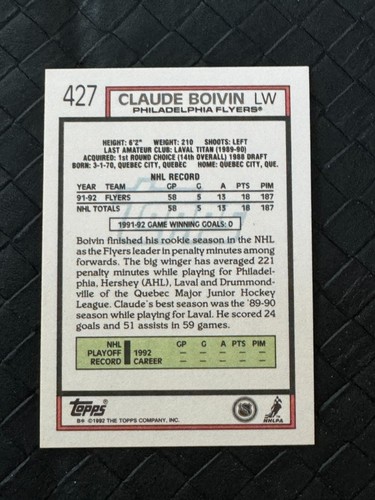 427 CLAUDE BOIVIN LW
PHILADELPHIA FLYERS®
HEIGHT: 6'2" WEIGHT: 210 SHOOTS: LEFT
LAST AMATEUR CLUB: LAVAL TITAN (1989-90)
ACQUIRED: 1st ROUND CHOICE (14th OVERALL) 1988 DRAFT
BORN: 3-1-70, QUEBEC CITY, QUEBEC HOME: QUEBEC CITY, QUE.
NHL RECORD
YEAR TEAM GP G A PTS PIM
91-92 FLYERS 58 5 13 18 187
NHL TOTALS 58 5 13 18 187
1991-92 GAME WINNING GOALS: 0
Boivin finished his rookie season in the NHL
as the Flyers leader in penalty minutes among
forwards. The big winger has averaged 221
penalty minutes while playing for Philadel-
phia, Hershey (AHL), Laval and Drummond-
ville of the Quebec Major Junior Hockey
League. Claude's best season was the '89-90
season while playing for Laval. He scored 24
goals and 51 assists in 59 games.
NHL GP G A PTS PIM
PLAYOFF 1992
RECORD CAREER
TOPPS
B* ©1992 THE TOPPS COMPANY, INC.
NHL
NHLPA